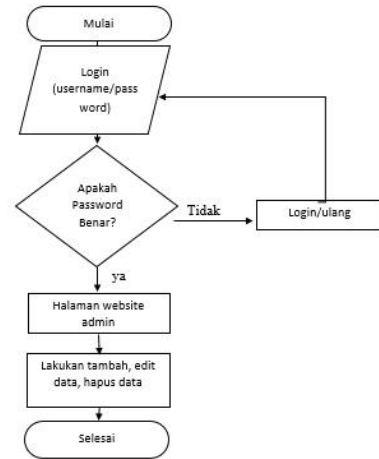 Mulai
Login
(username/pass
word)
Apakah
Password
Benar?
Tidak
Login/ulang
ya
Halaman website
admin
Lakukan tambah, edit
data, hapus data
Selesai